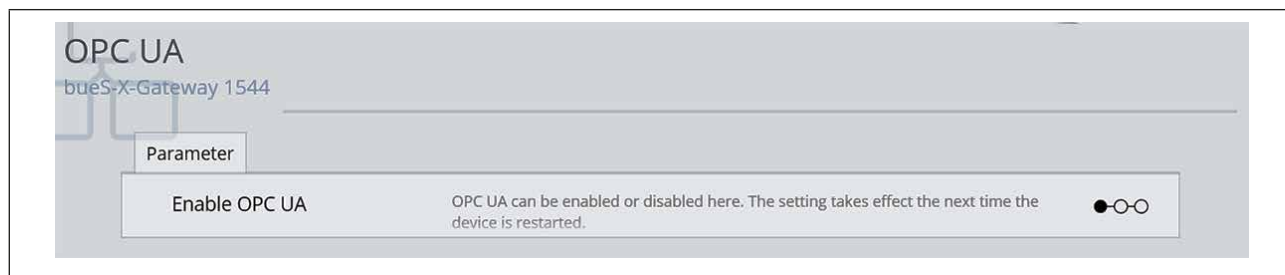 OPC UA
bueS-X-Gateway 1544
Parameter
Enable OPC UA
OPC UA can be enabled or disabled here. The setting takes effect the next time the
device is restarted.